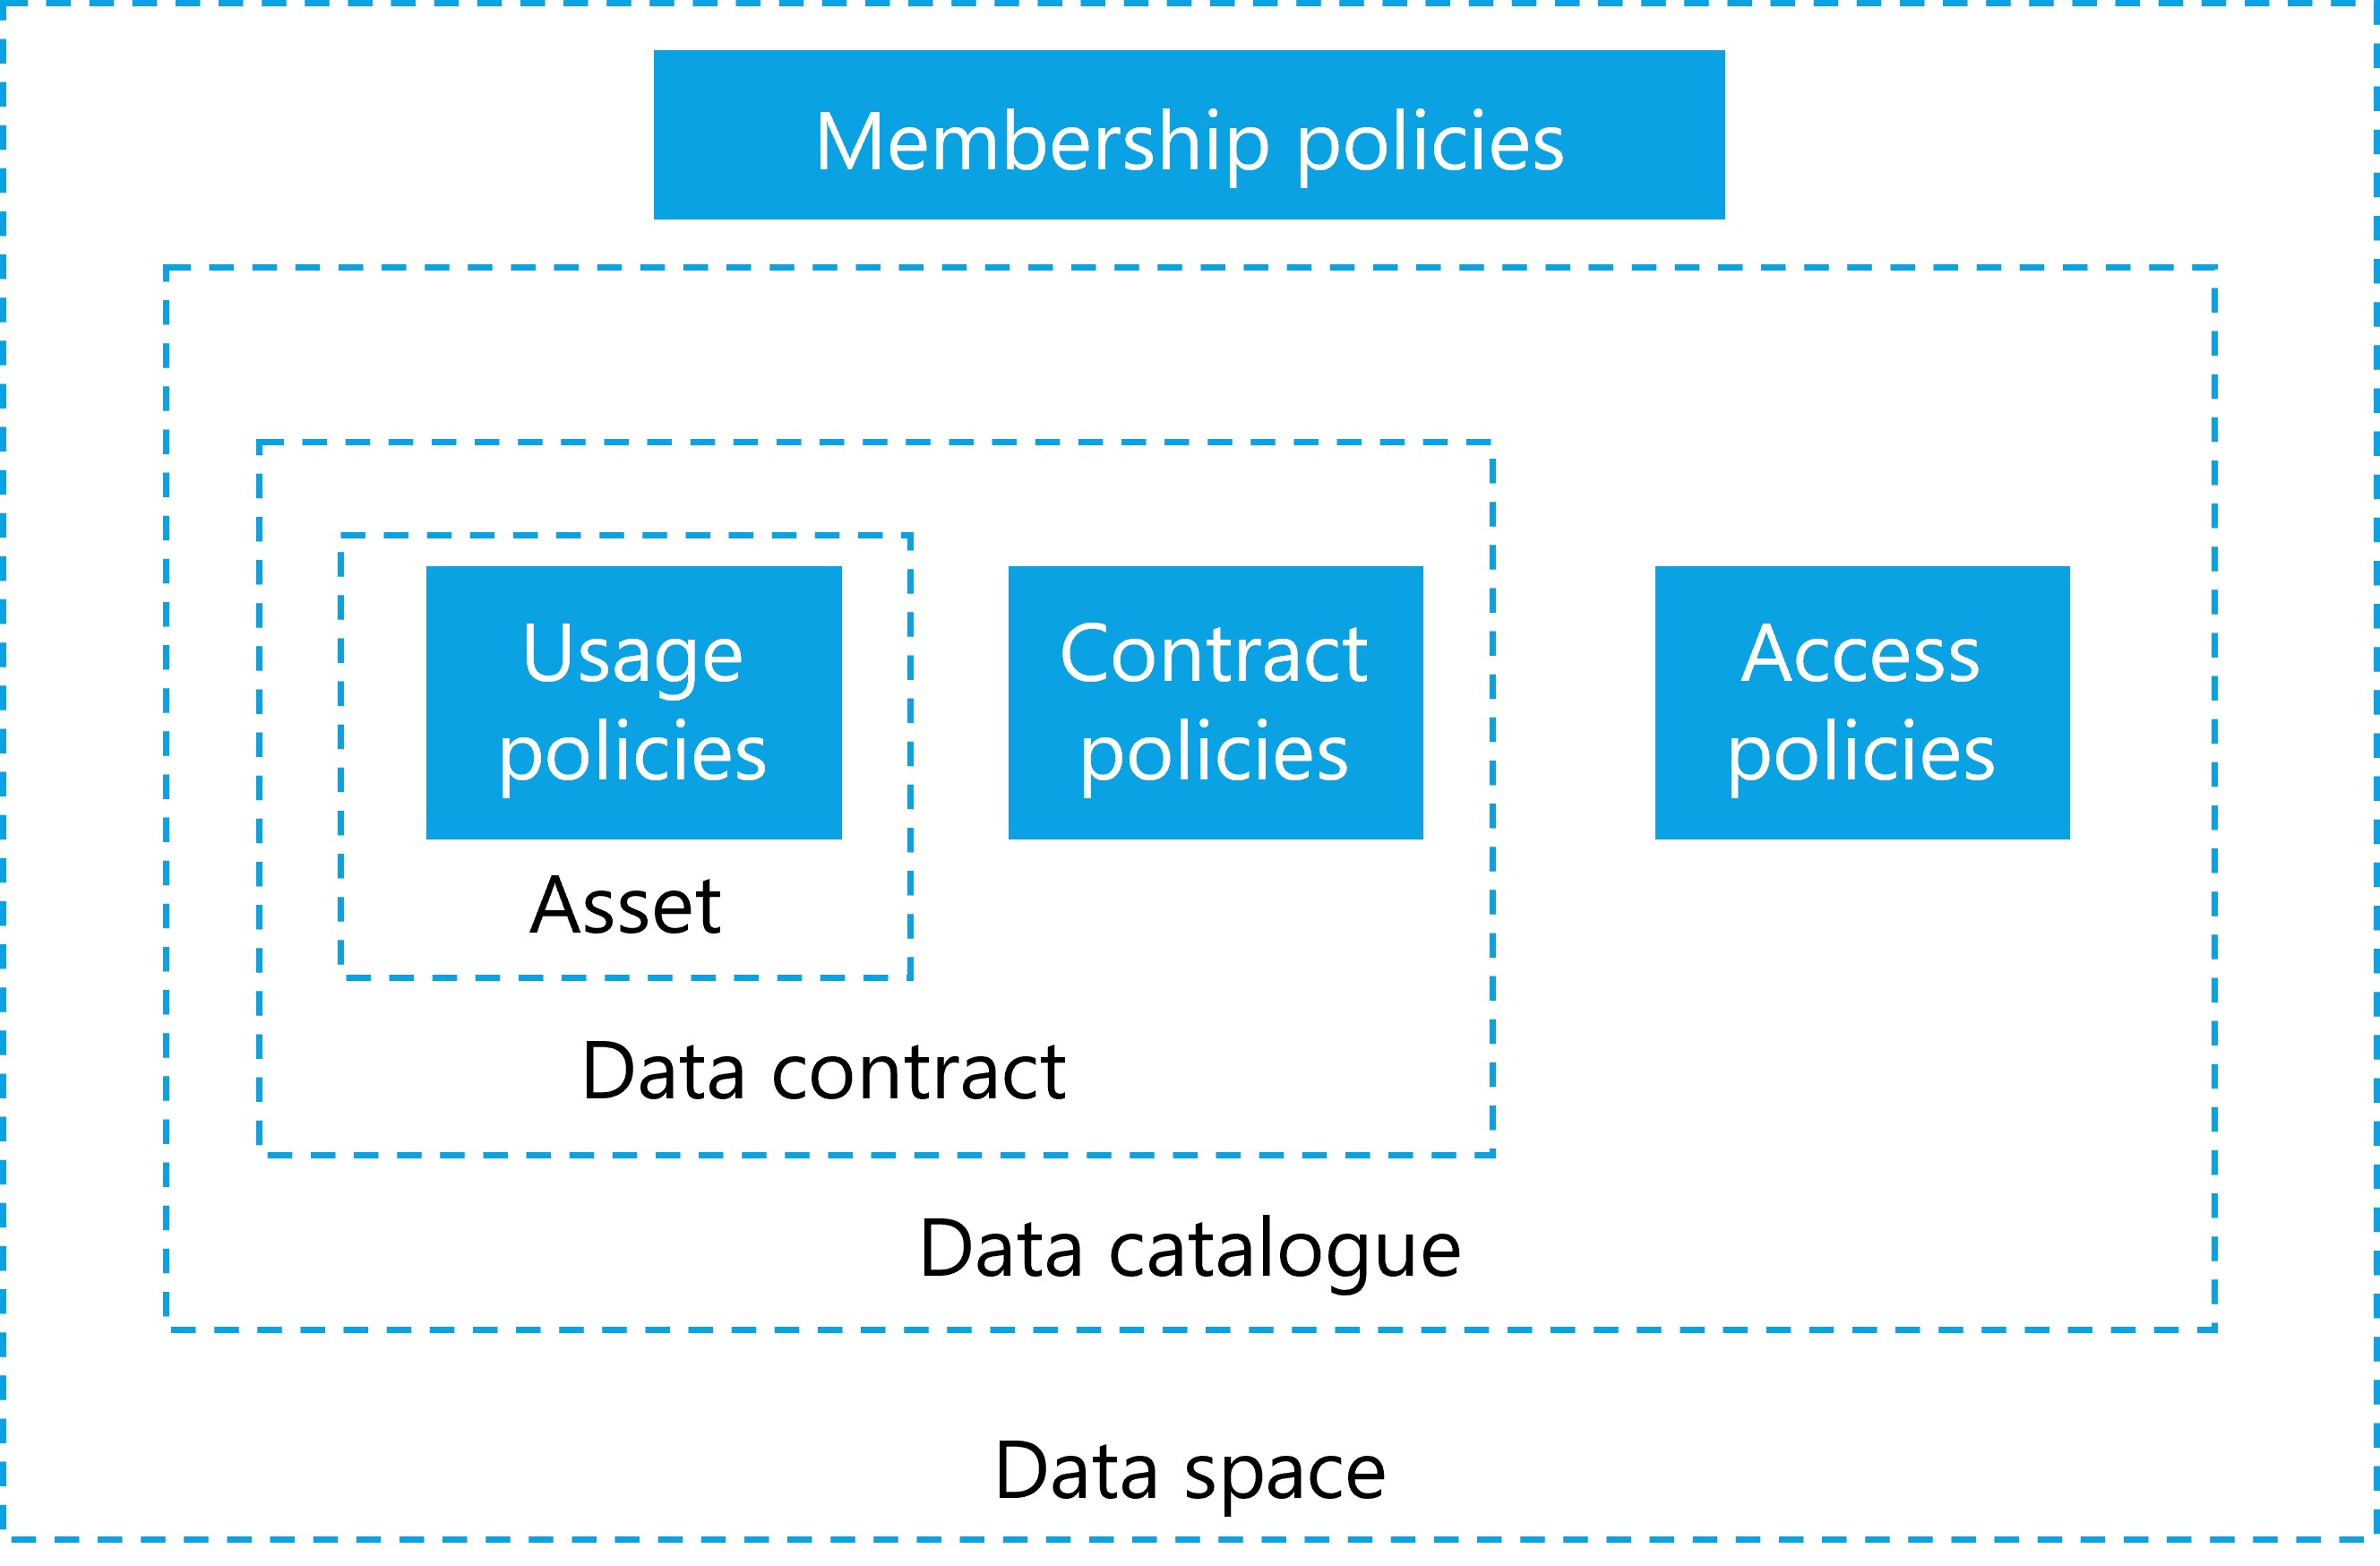 Membership policies
Usage
policies
Contract
policies
Access
policies
Asset
Data contract
Data catalogue
Data space